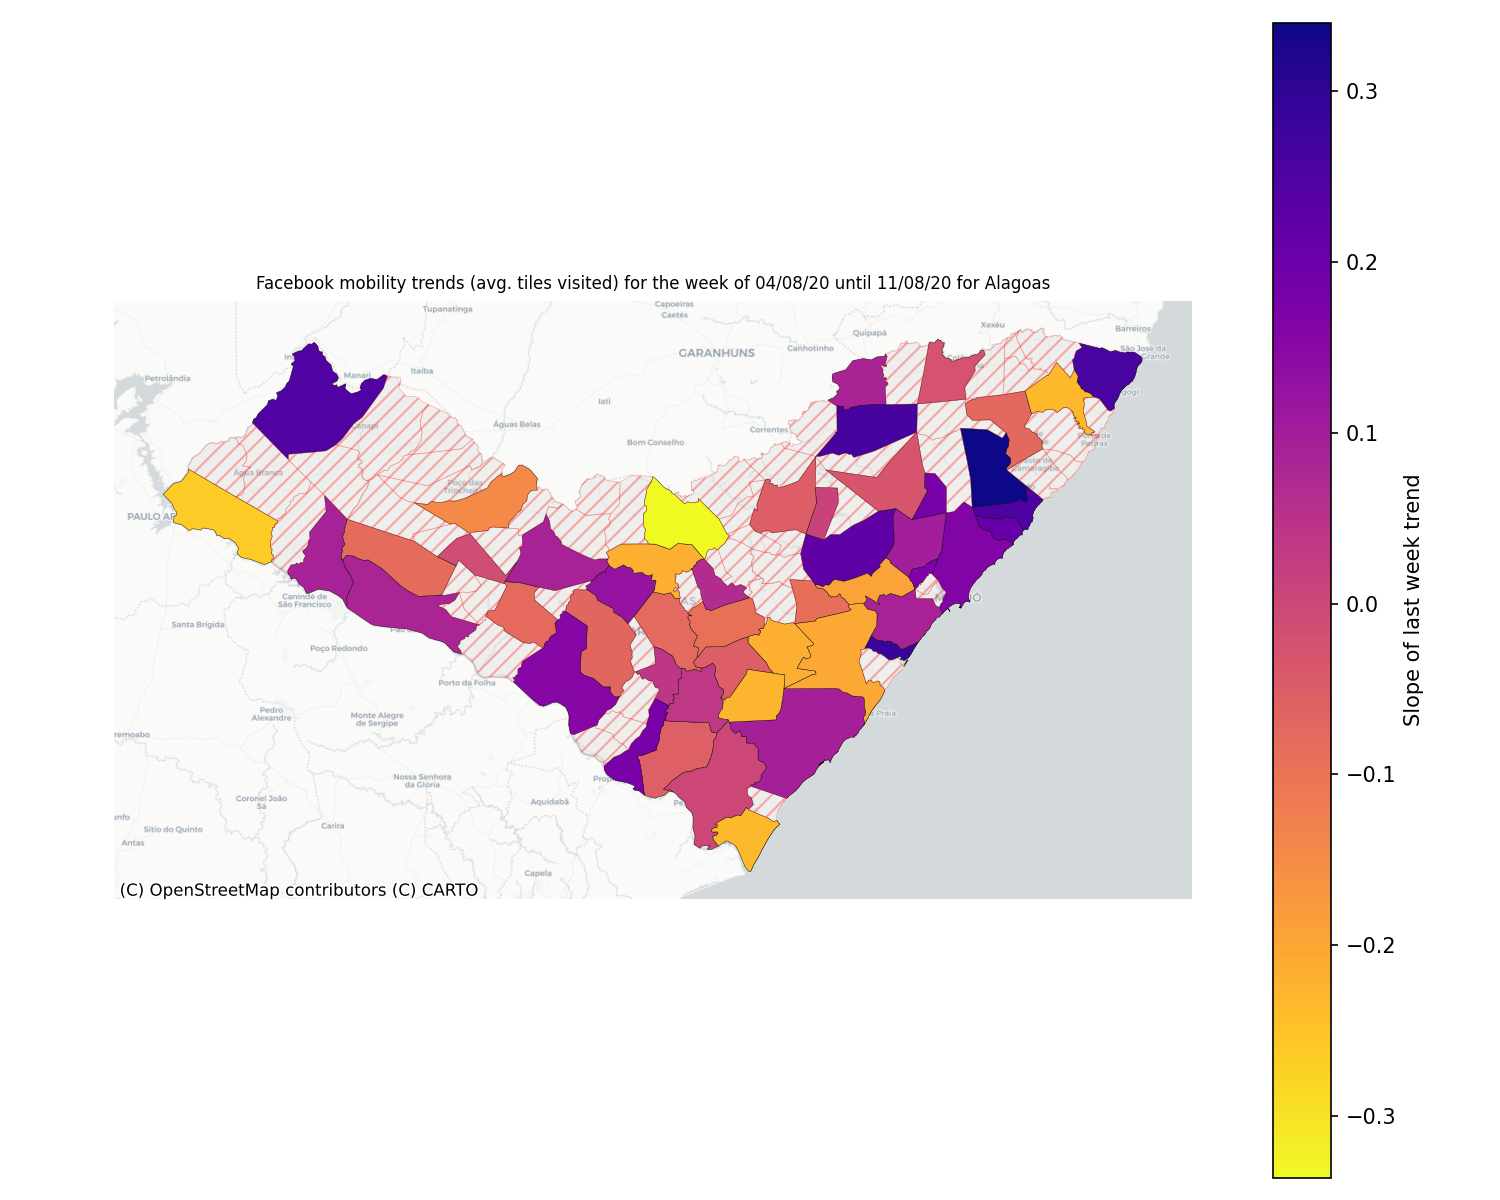 Facebook mobility trends (avg. tiles visited) for the week of 04/08/20 until 11/08/20 for Alagoas
Tupanatinga
Capoeiras
Caetés
Quipapá
Xexéu
Barreiros
GARANHUNS
Canhotinho
São José da
Grande
Petrolândia
Manari
Itaíba
Iati
Águas Belas
Correntes
Bom Conselho
Canapi
Água Branca
Poço das
Trincheir
PAULO AF
Caninde de
São Francisco
Santa Brigida
Poço Redondo
Porto da Folha
Pedro
Alexandre
Monte Alegre
de Sergipe
a Praia
remoabo
Nossa Senhora
da Glória
Coronel João
Sá
Aquidabã
Carira
Sítio do Quinto
Antas
Capela
(C) OpenStreetMap contributors (C) CARTO
0.3
0.2
0.1
0.0
−0.1
−0.2
−0.3
Slope of last week trend